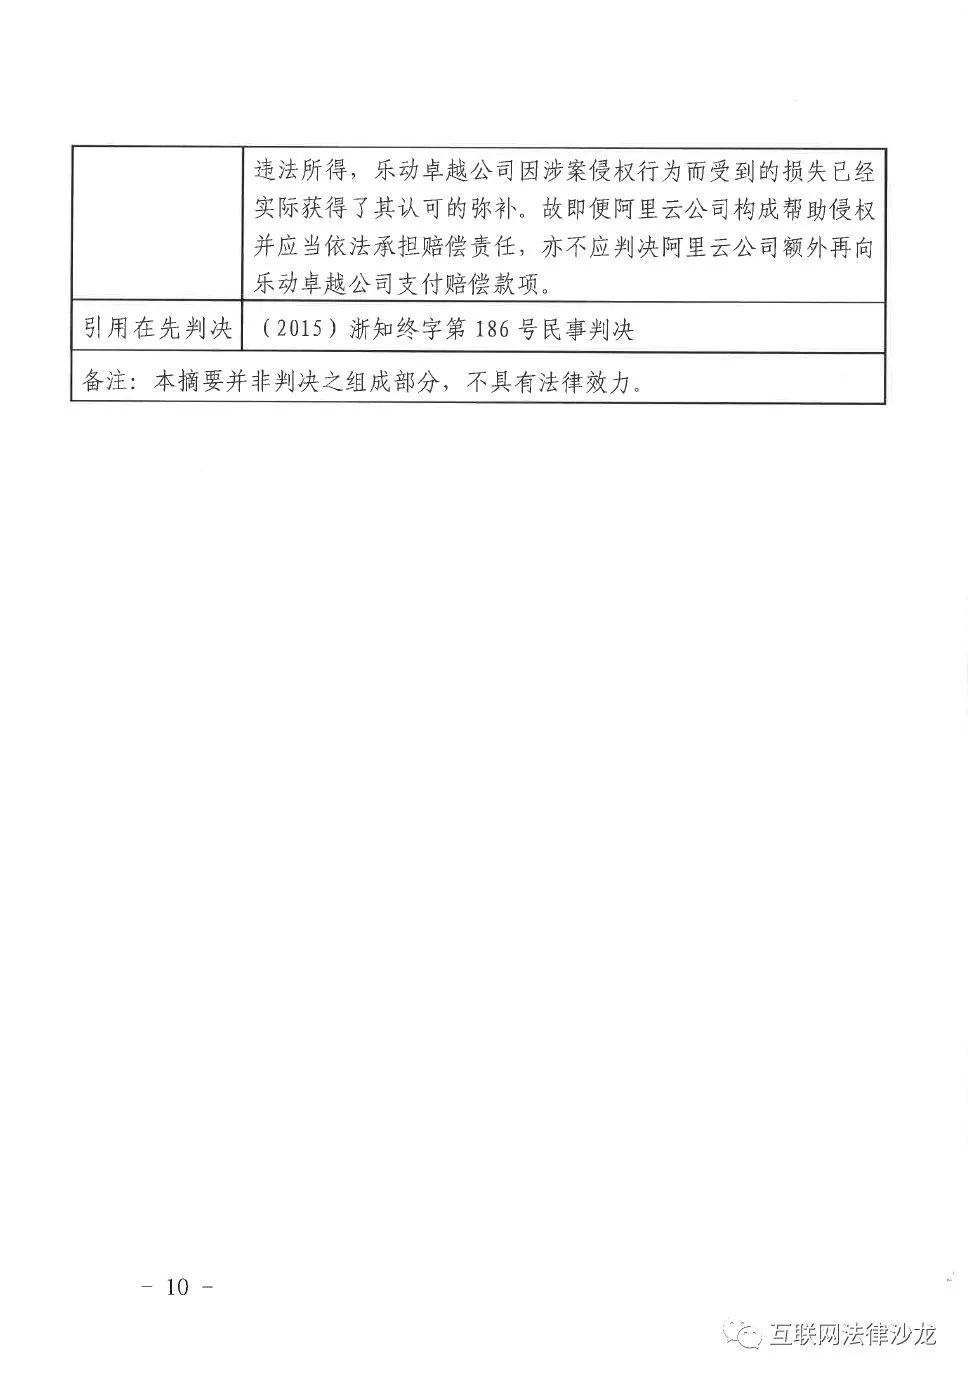 违法所得，乐动卓越公司因涉案侵权行为而受到的损失已经
实际获得了其认可的弥补。故即便阿里云公司构成帮助侵权
并应当依法承担赔偿责任，亦不应判决阿里云公司额外再向
乐动卓越公司支付赔偿款项。
引用在先判决 （2015）浙知终字第 186 号民事判决
备注：本摘要并非判决之组成部分，不具有法律效力。
- 10 -
互联网法律沙龙